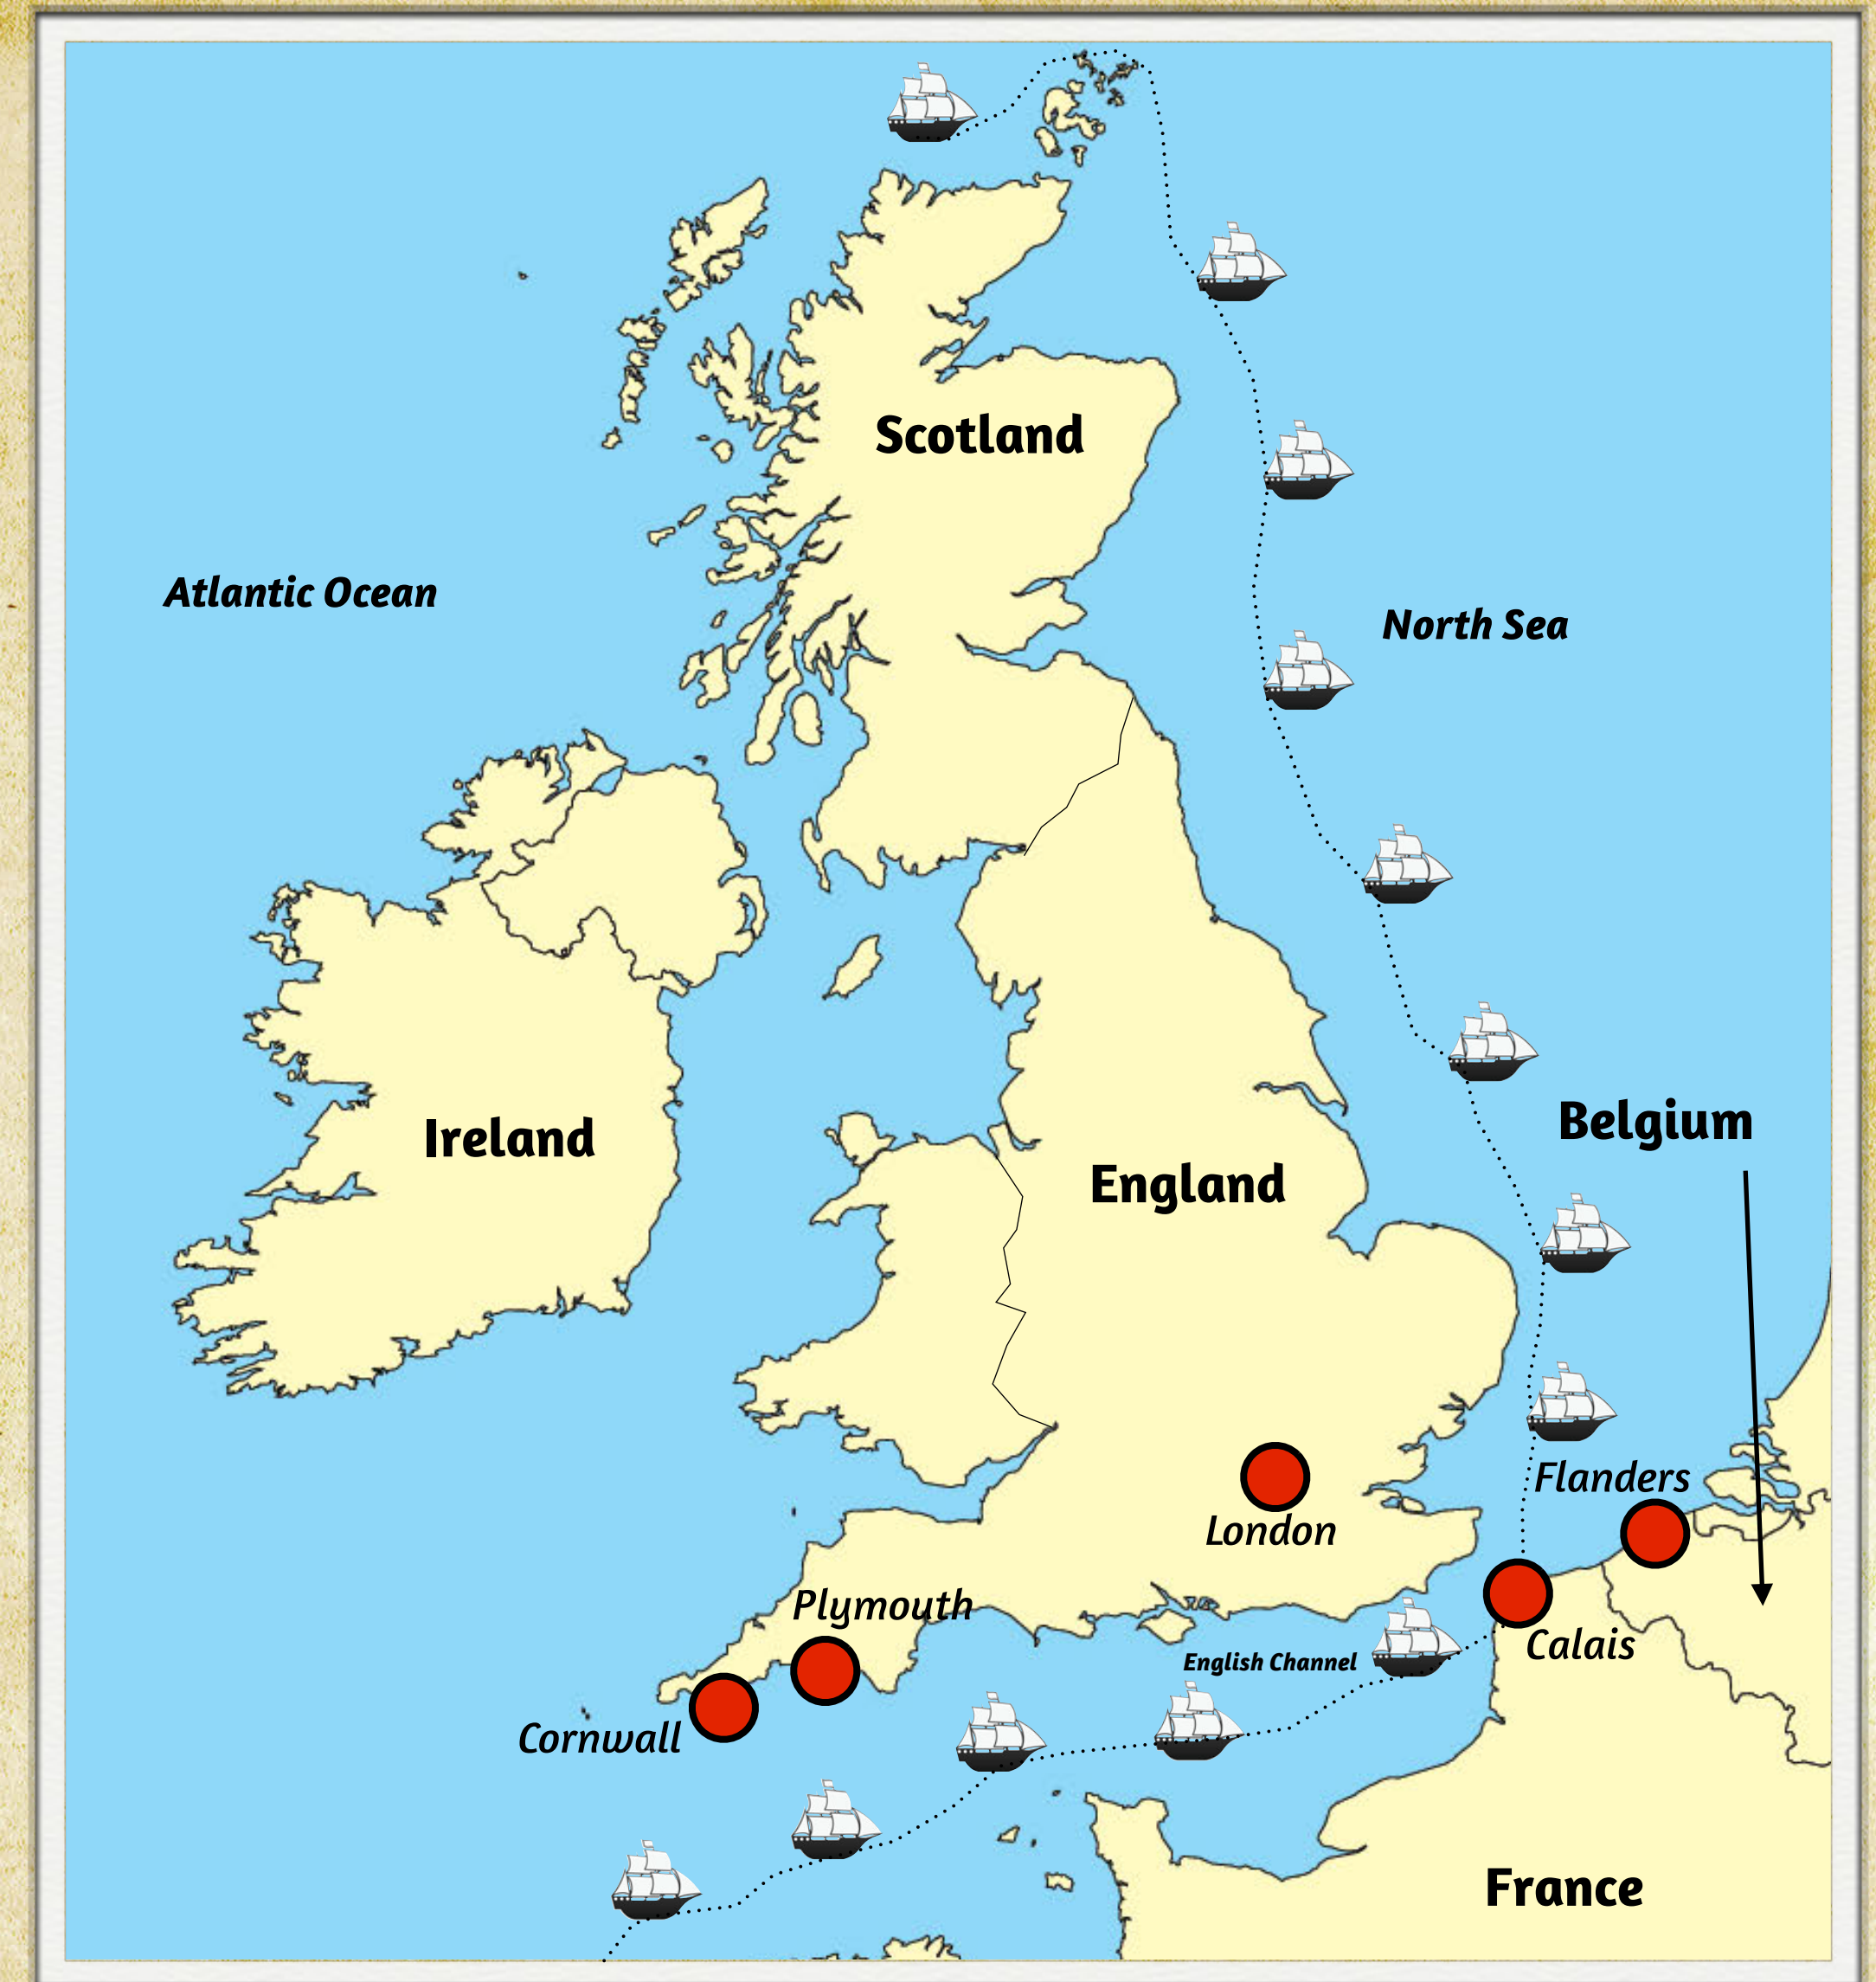 Scotland
Atlantic Ocean
North Sea
Belgium
Ireland
England
Flanders
London
Plymouth
Calais
English Channel
Cornwall
France